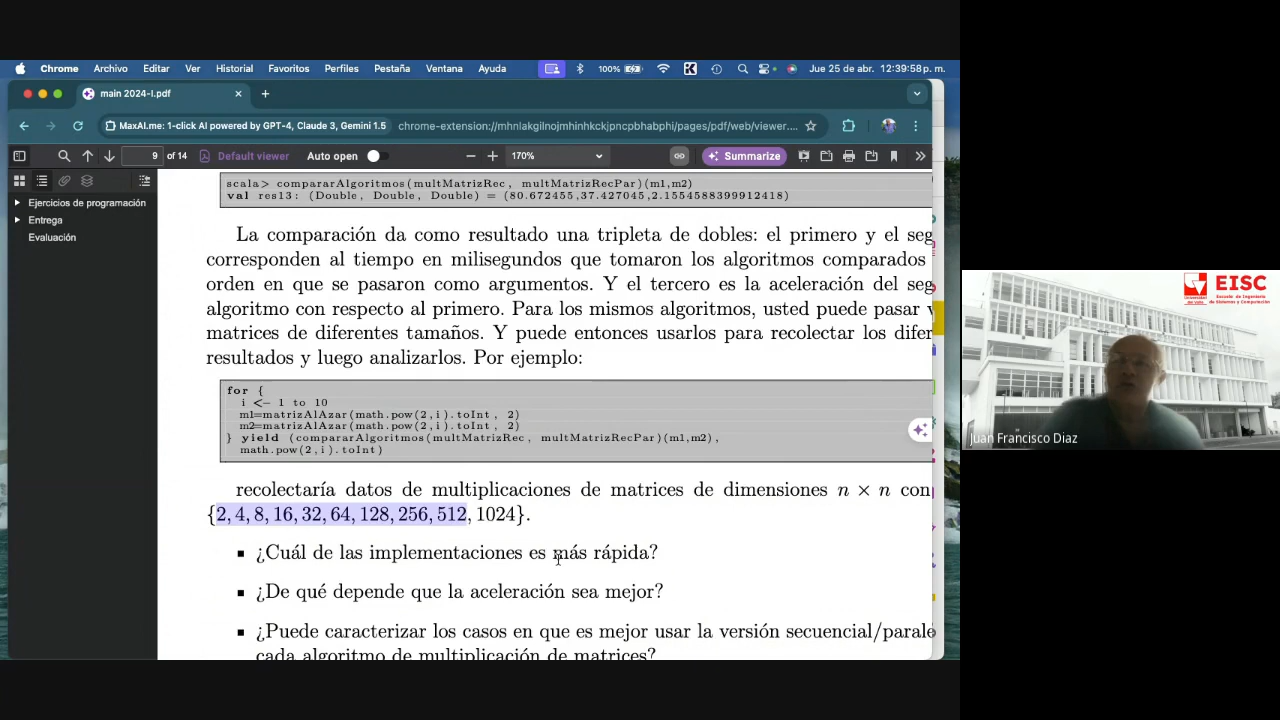 Chrome Archivo Editar Ver Historial Favoritos Perfiles Pestaña Ventana Ayuda 100% Jue 25 de abr. 12:39:58 p. m.
main 2024-I.pdf
MaxAI.me: 1-click AI powered by GPT-4, Claude 3, Gemini 1.5 chrome-extension://mhnlakgilnojmhinhkckjpncpbhabphi/pages/pdf/web/viewer....
9 of 14 Default viewer Auto open 170% Summarize
Ejercicios de programación
Entrega
Evaluación
scala> compararAlgoritmos(multMatrizRec, multMatrizRecPar)(m1,m2)
val res13: (Double, Double, Double) = (80.672455,37.427045,2.1554588399912418)
La comparación da como resultado una tripleta de dobles: el primero y el seg
corresponden al tiempo en milisegundos que tomaron los algoritmos comparados
orden en que se pasaron como argumentos. Y el tercero es la aceleración del seg
algoritmo con respecto al primero. Para los mismos algoritmos, usted puede pasar v
matrices de diferentes tamaños. Y puede entonces usarlos para recolectar los difer
resultados y luego analizarlos. Por ejemplo:
for {
i <- 1 to 10
m1=matrizAlAzar(math.pow(2,i).toInt, 2)
m2=matrizAlAzar(math.pow(2,i).toInt, 2)
} yield (compararAlgoritmos(multMatrizRec, multMatrizRecPar)(m1,m2),
math.pow(2,i).toInt)
recolectaría datos de multiplicaciones de matrices de dimensiones n × n con
{2, 4, 8, 16, 32, 64, 128, 256, 512, 1024}.
▪ ¿Cuál de las implementaciones es más rápida?
▪ ¿De qué depende que la aceleración sea mejor?
▪ ¿Puede caracterizar los casos en que es mejor usar la versión secuencial/parale
cada algoritmo de multiplicación de matrices?
EISC
Juan Francisco Diaz